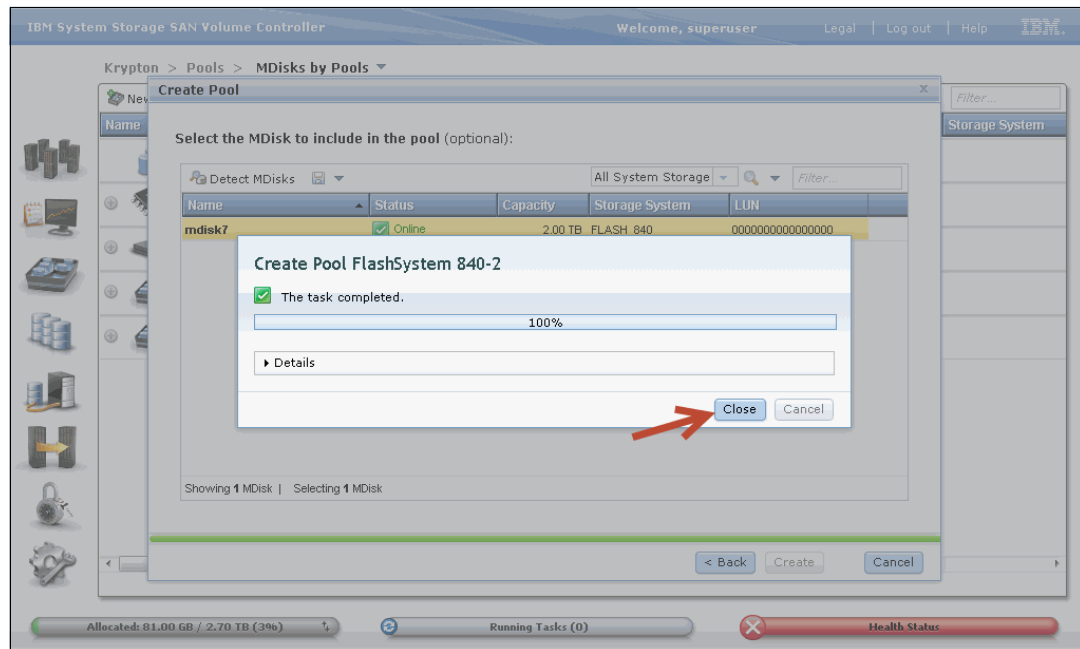 IBM System Storage SAN Volume Controller
Welcome, superuser
Legal | Log out | Help
IBM.
Krypton > Pools > MDisks by Pools
New
Create Pool
x
Filter...
Name
Storage System
Select the MDisk to include in the pool (optional):
Detect MDisks
All System Storage
Filter...
Name
Status
Capacity
Storage System
LUN
mdisk7
Online
2.00 TB
FLASH 840
0000000000000000
Create Pool FlashSystem 840-2
The task completed.
100%
Details
Close
Cancel
Showing 1 MDisk | Selecting 1 MDisk
< Back
Create
Cancel
Allocated: 81.00 GB / 2.70 TB (3%)
Running Tasks (0)
Health Status